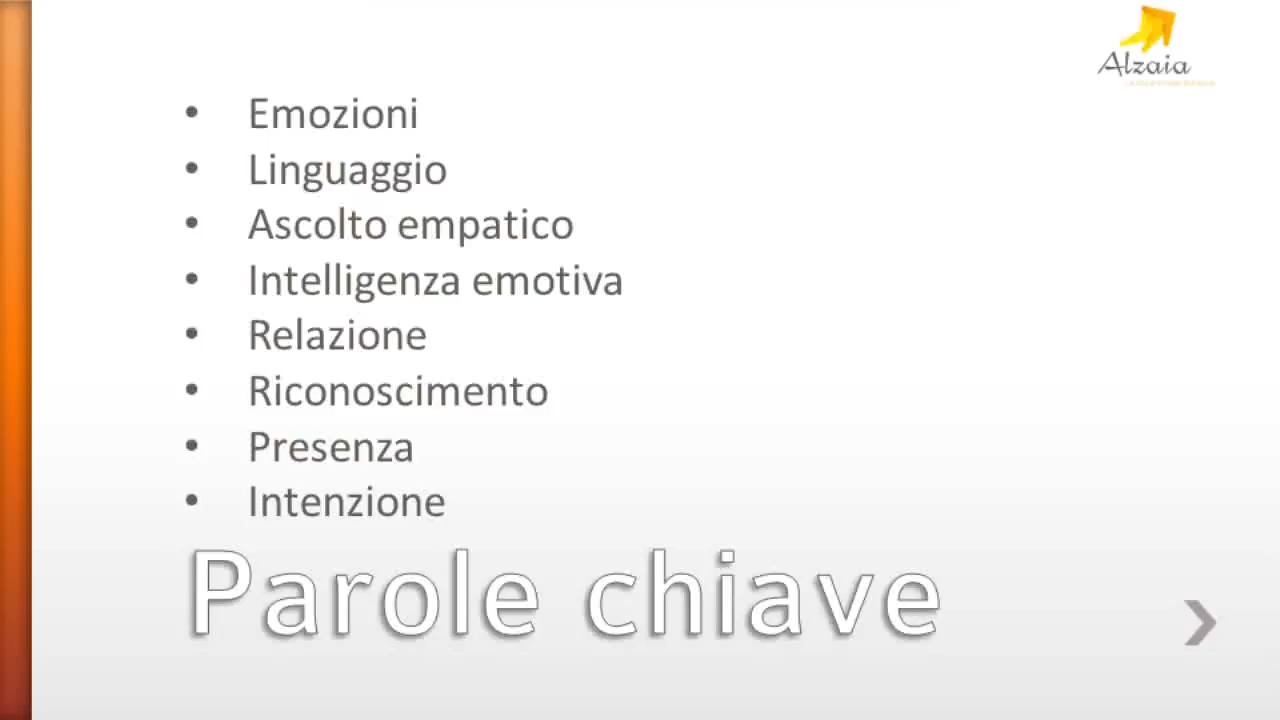 Alzaia
• Emozioni
• Linguaggio
• Ascolto empatico
• Intelligenza emotiva
• Relazione
• Riconoscimento
• Presenza
• Intenzione
Parole chiave